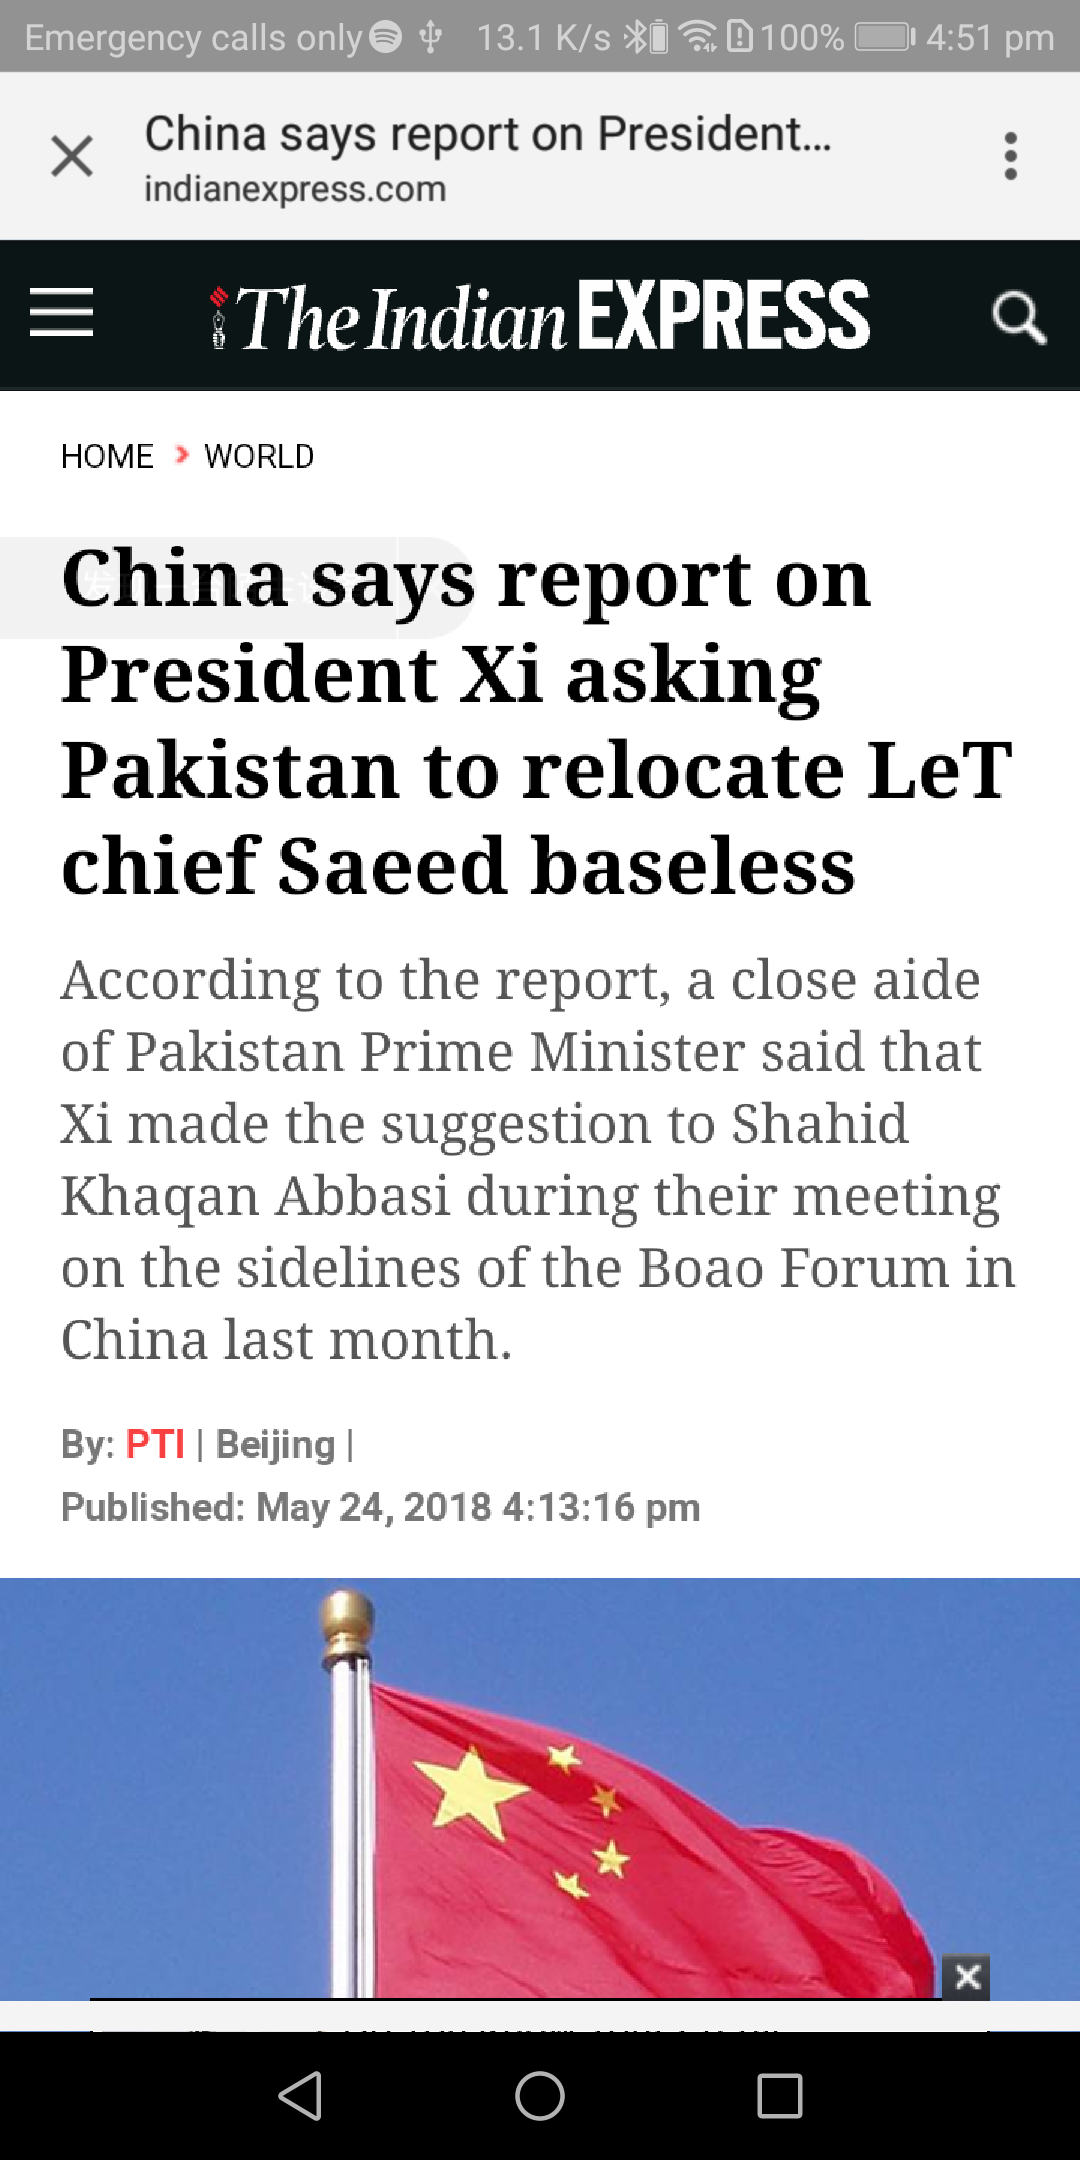 Emergency calls only 13.1 K/s 100% 4:51 pm
China says report on President...
indianexpress.com
The Indian EXPRESS
HOME > WORLD
China says report on
President Xi asking
Pakistan to relocate LeT
chief Saeed baseless
According to the report, a close aide
of Pakistan Prime Minister said that
Xi made the suggestion to Shahid
Khaqan Abbasi during their meeting
on the sidelines of the Boao Forum in
China last month.
By: PTI | Beijing |
Published: May 24, 2018 4:13:16 pm